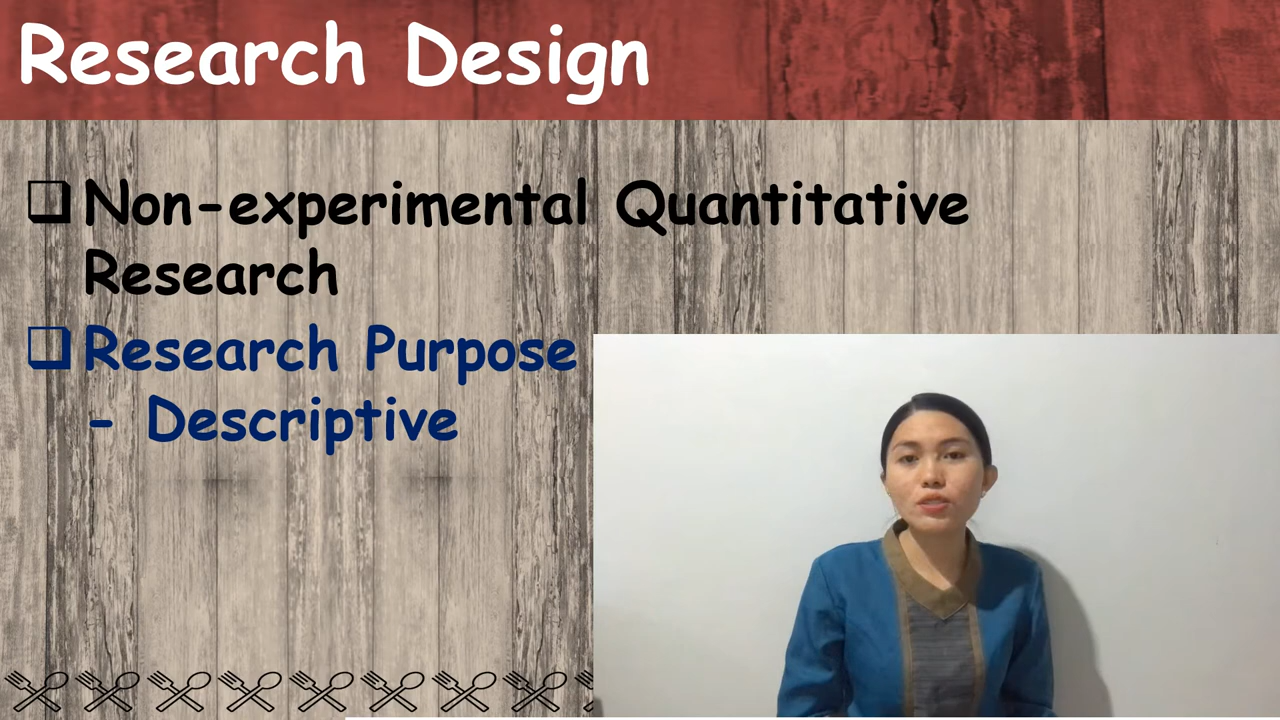 Research Design
Non-experimental Quantitative
Research
Research Purpose
- Descriptive